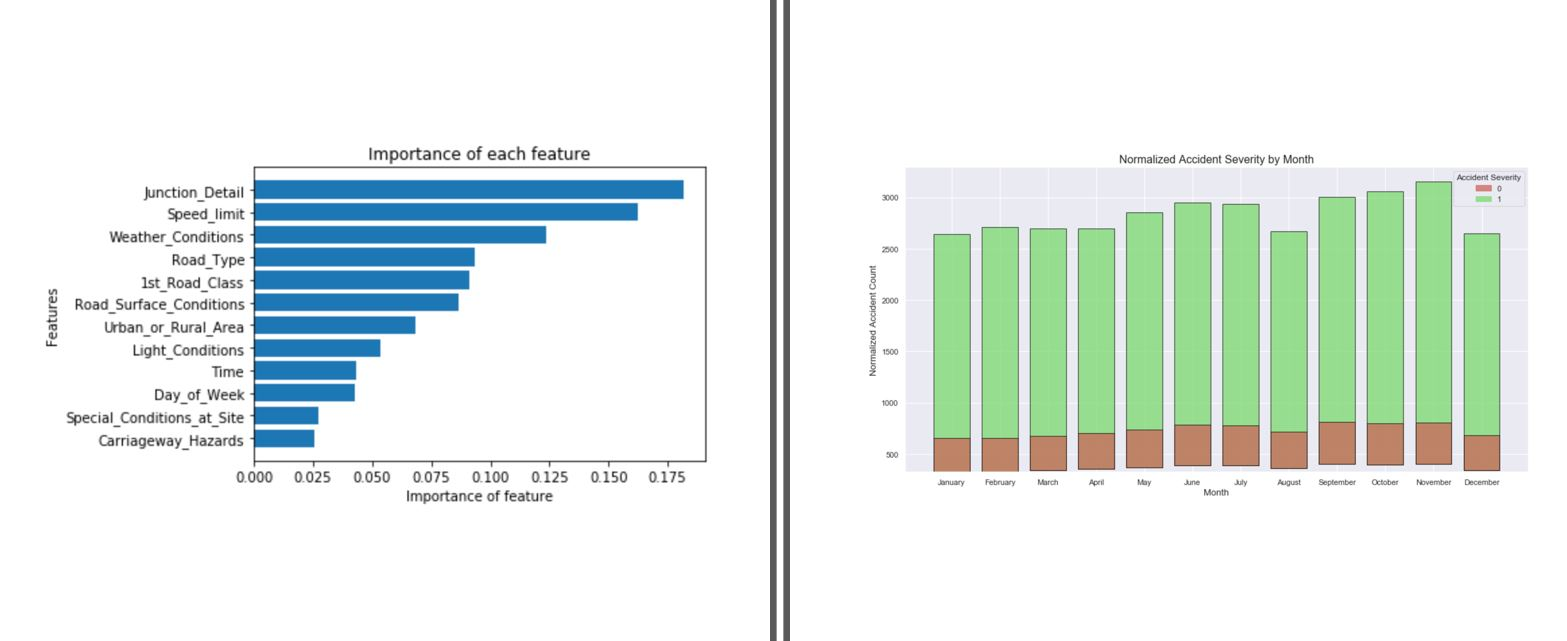 Importance of each feature
Features
Junction_Detail
Speed_limit
Weather_Conditions
Road_Type
1st_Road_Class
Road_Surface_Conditions
Urban_or_Rural_Area
Light_Conditions
Time
Day_of_Week
Special_Conditions_at_Site
Carriageway_Hazards
0.000 0.025 0.050 0.075 0.100 0.125 0.150 0.175
Importance of feature
Normalized Accident Severity by Month
Accident Severity
0
1
Normalized Accident Count
3000
2500
2000
1500
1000
500
January February March April May June July August September October November December
Month